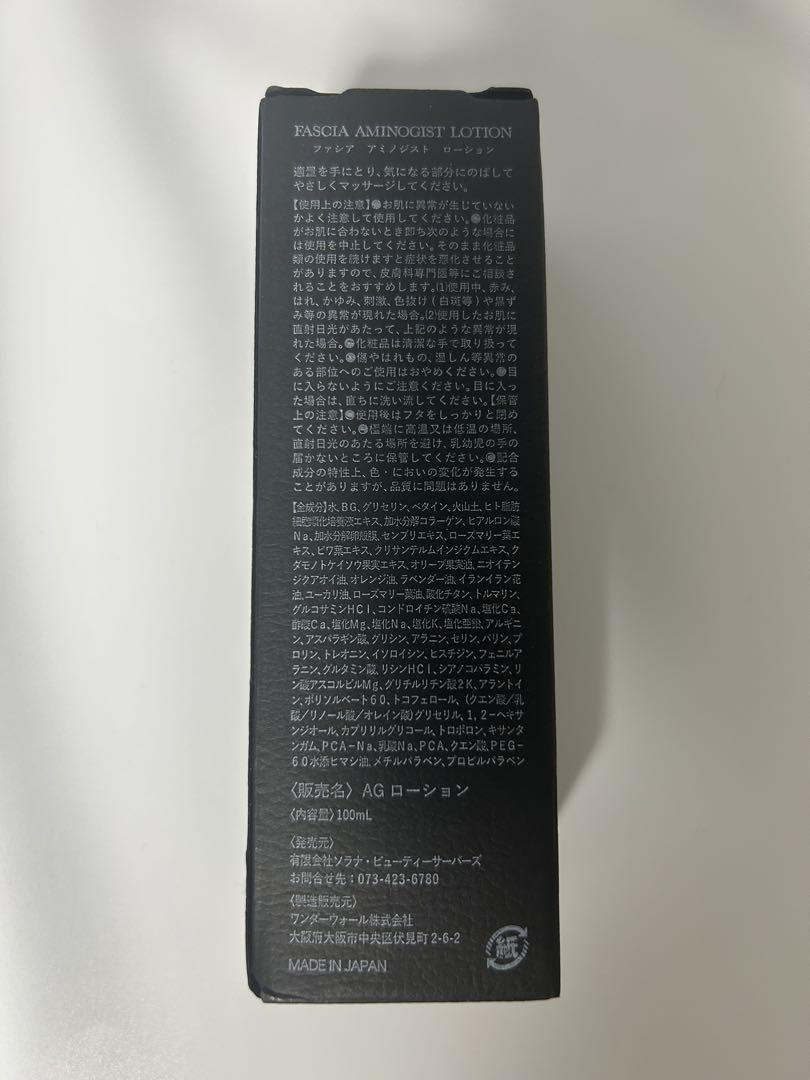 FASCIA AMINOGIST LOTION
ファシア アミノジスト ローション
適量を手にとり、気になる部分にのばして
やさしくマッサージしてください。
【使用上の注意】●お肌に異常が生じていない
かよく注意して使用してください。●化粧品
がお肌に合わないとき即ち次のような場合に
は使用を中止してください。そのまま化粧品
類の使用を続けますと症状を悪化させること
がありますので、皮膚科専門医等にご相談さ
れることをおすすめします。(1)使用中、赤み、
はれ、かゆみ、刺激、色抜け(白斑等)や黒ず
み等の異常が現れた場合。(2)使用したお肌に
直射日光があたって、上記のような異常が現
れた場合。●化粧品は清潔な手で取り扱って
ください。●傷やはれもの、湿しん等異常の
ある部位へのご使用はおやめください。●目
に入らないようにご注意ください。目に入っ
た場合は、直ちに洗い流してください。【保管
上の注意】●使用後はフタをしっかりと閉め
てください。●極端に高温又は低温の場所、
直射日光のあたる場所を避け、乳幼児の手の
届かないところに保管してください。●配合
成分の特性上、色・においの変化が発生する
ことがありますが、品質に問題はありません。
【全成分】水、BG、グリセリン、ベタイン、火山土、ヒト脂肪
細胞順化培養液エキス、加水分解コラーゲン、ヒアルロン酸
Na、加水分解卵殻膜、センブリエキス、ローズマリー葉エ
キス、ビワ葉エキス、クリサンテルムインジクムエキス、ク
ダモノトケイソウ果実エキス、オリーブ果実油、ニオイテン
ジクアオイ油、オレンジ油、ラベンダー油、イランイラン花
油、ユーカリ油、ローズマリー葉油、酸化チタン、トルマリン、
グルコサミンHCl、コンドロイチン硫酸Na、塩化Ca、
酢酸Ca、塩化Mg、塩化Na、塩化K、塩化亜鉛、アルギニ
ン、アスパラギン酸、グリシン、アラニン、セリン、バリン、プ
ロリン、トレオニン、イソロイシン、ヒスチジン、フェニルア
ラニン、グルタミン酸、リシンHCl、シアノコバラミン、リ
ン酸アスコルビルMg、グリチルリチン酸2K、アラントイ
ン、ポリソルベート60、トコフェロール、(クエン酸/乳
酸/リノール酸/オレイン酸)グリセリル、1,2-ヘキサ
ンジオール、カプリリルグリコール、トロポロン、キサンタ
ンガム、PCA-Na、乳酸Na、PCA、クエン酸、PEG-
60水添ヒマシ油、メチルパラベン、プロピルパラベン
〈販売名〉 AG ローション
〈内容量〉100mL
〈発売元〉
有限会社ソラナ・ビューティーサーバーズ
お問合せ先:073-423-6780
〈製造販売元〉
ワンダーウォール株式会社
大阪府大阪市中央区伏見町 2-6-2
MADE IN JAPAN
紙